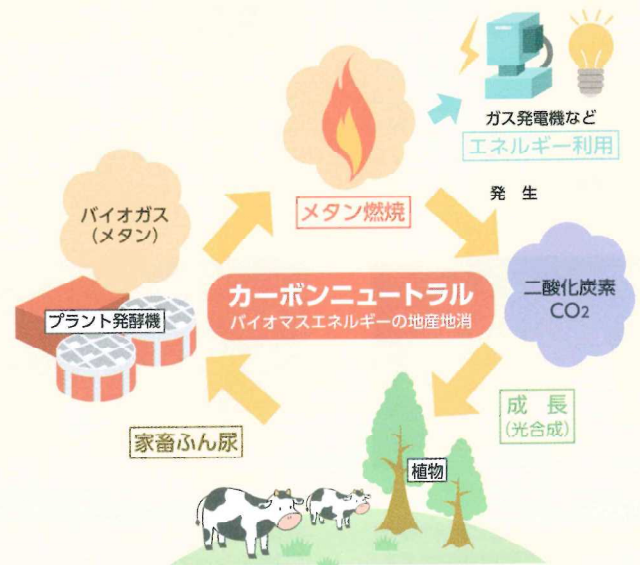 ガス発電機など
エネルギー利用
メタン燃焼
発 生
バイオガス
(メタン)
二酸化炭素
CO2
カーボンニュートラル
バイオマスエネルギーの地産地消
プラント発酵機
成 長
(光合成)
家畜ふん尿
植物